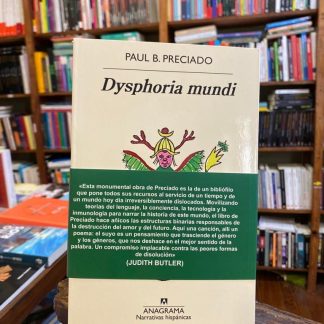 PAUL B. PRECIADO
Dysphoria mundi
«Esta monumental obra de Preciado es la de un bibliófilo
que pone todos sus recursos al servicio de un tiempo y de
un mundo hoy día irreversiblemente dislocados. Movilizando
teorías del lenguaje, la conciencia, la tecnología y la
inmunología para narrar la historia de este mundo, el libro de
Preciado hace añicos las estructuras binarias responsables de
la destrucción del amor y del futuro. Aquí una canción, allí un
poema: el suyo es un pensamiento que trasciende el género
y los géneros, que nos deshace en el mejor sentido de la
palabra. Un compromiso implacable contra las peores formas
de disolución»
(JUDITH BUTLER)
ANAGRAMA
Narrativas hispánicas